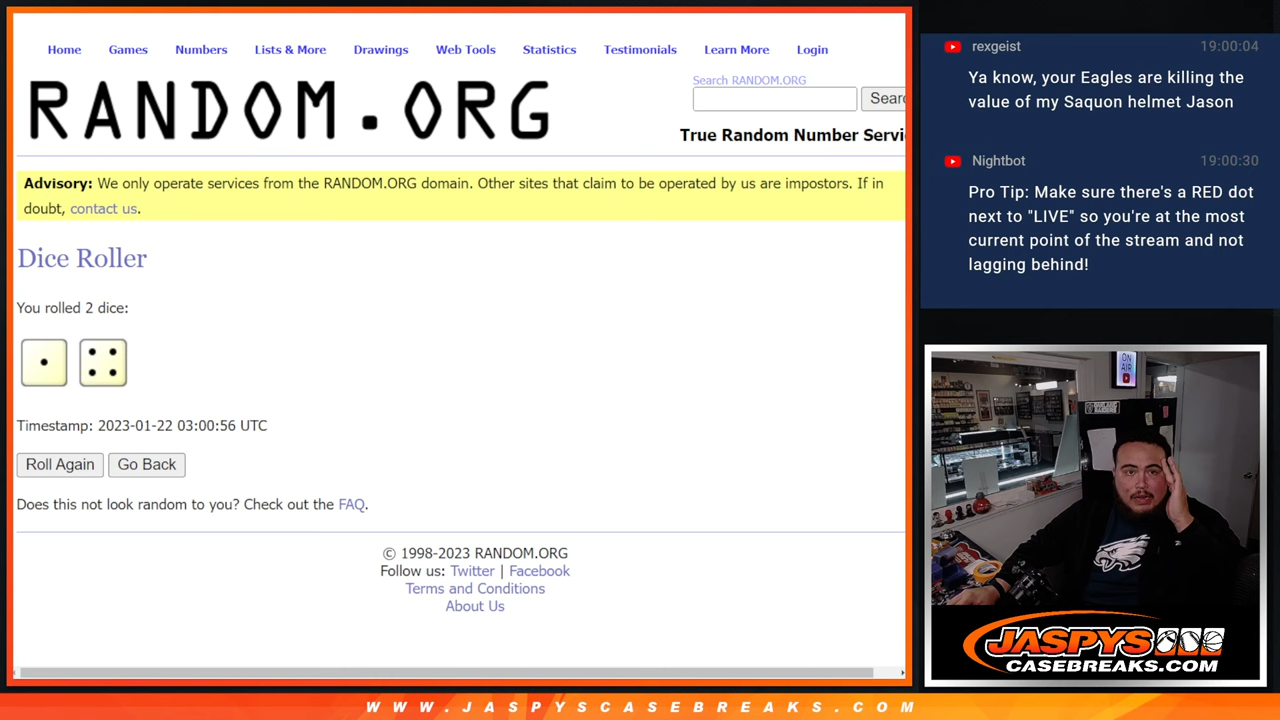 Home Games Numbers Lists & More Drawings Web Tools Statistics Testimonials Learn More Login
RANDOM.ORG
Search RANDOM.ORG
Searc
True Random Number Servi
Advisory: We only operate services from the RANDOM.ORG domain. Other sites that claim to be operated by us are impostors. If in
doubt, contact us.
Dice Roller
You rolled 2 dice:
Timestamp: 2023-01-22 03:00:56 UTC
Roll Again Go Back
Does this not look random to you? Check out the FAQ.
© 1998-2023 RANDOM.ORG
Follow us: Twitter | Facebook
Terms and Conditions
About Us
rexgeist 19:00:04
Ya know, your Eagles are killing the
value of my Saquon helmet Jason
Nightbot 19:00:30
Pro Tip: Make sure there's a RED dot
next to "LIVE" so you're at the most
current point of the stream and not
lagging behind!
ON
AIR
JASPYS
CASEBREAKS.COM
WWW.JASPYSCASEBREAKS.COM